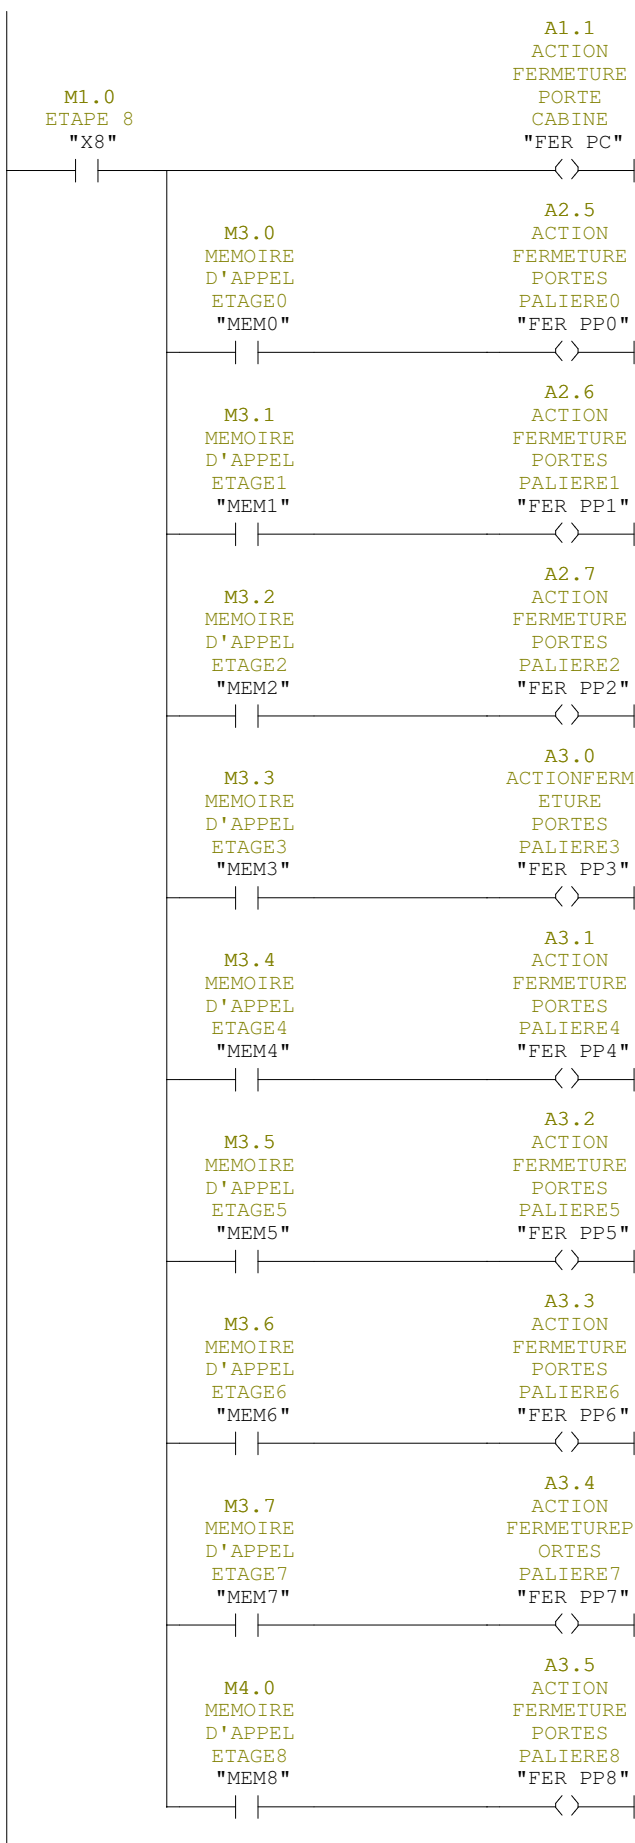 A1.1
ACTION
FERMETURE
M1.0 PORTE
ETAPE 8 CABINE
"X8" "FER PC"
A2.5
M3.0 ACTION
MEMOIRE FERMETURE
D'APPEL PORTES
ETAGE0 PALIERE0
"MEM0" "FER PP0"
A2.6
M3.1 ACTION
MEMOIRE FERMETURE
D'APPEL PORTES
ETAGE1 PALIERE1
"MEM1" "FER PP1"
A2.7
M3.2 ACTION
MEMOIRE FERMETURE
D'APPEL PORTES
ETAGE2 PALIERE2
"MEM2" "FER PP2"
A3.0
M3.3 ACTIONFERM
MEMOIRE ETURE
D'APPEL PORTES
ETAGE3 PALIERE3
"MEM3" "FER PP3"
A3.1
M3.4 ACTION
MEMOIRE FERMETURE
D'APPEL PORTES
ETAGE4 PALIERE4
"MEM4" "FER PP4"
A3.2
M3.5 ACTION
MEMOIRE FERMETURE
D'APPEL PORTES
ETAGE5 PALIERE5
"MEM5" "FER PP5"
A3.3
M3.6 ACTION
MEMOIRE FERMETURE
D'APPEL PORTES
ETAGE6 PALIERE6
"MEM6" "FER PP6"
A3.4
M3.7 ACTION
MEMOIRE FERMETUREP
D'APPEL ORTES
ETAGE7 PALIERE7
"MEM7" "FER PP7"
A3.5
M4.0 ACTION
MEMOIRE FERMETURE
D'APPEL PORTES
ETAGE8 PALIERE8
"MEM8" "FER PP8"